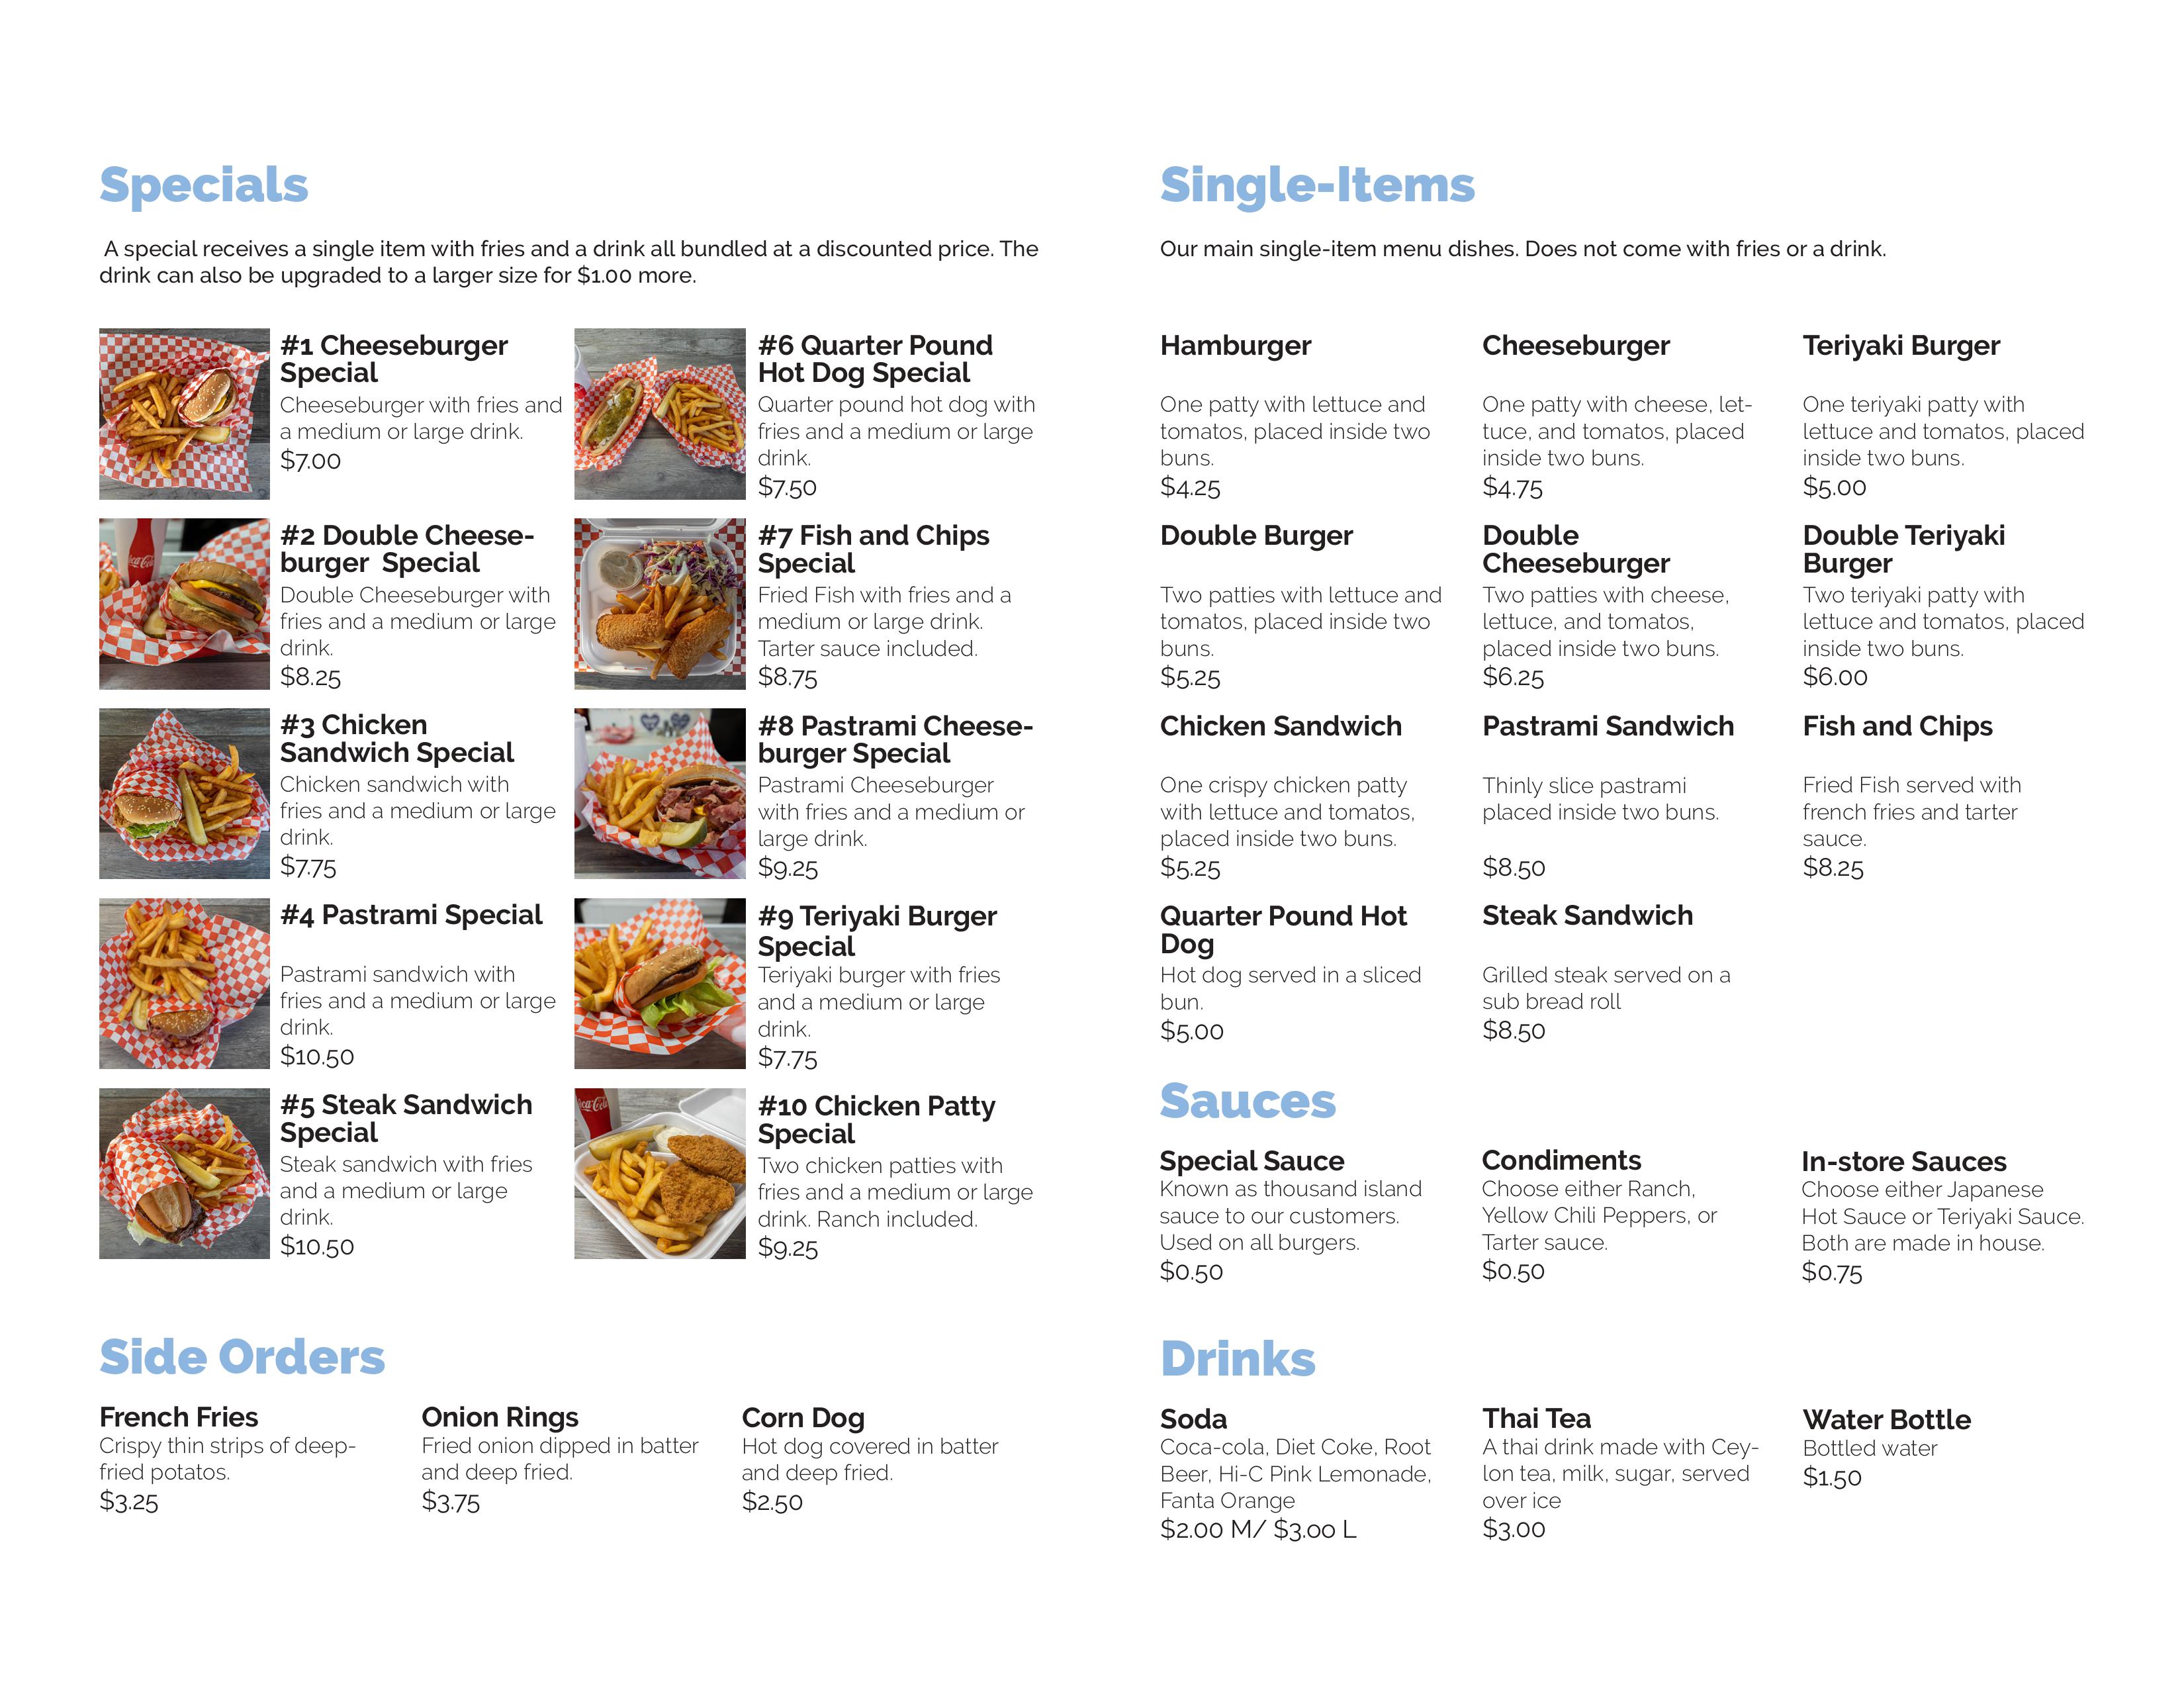 Specials
A special receives a single item with fries and a drink all bundled at a discounted price. The
drink can also be upgraded to a larger size for $1.00 more.
#1 Cheeseburger
Special
Cheeseburger with fries and
a medium or large drink.
$7.00
#2 Double Cheese-
burger Special
Double Cheeseburger with
fries and a medium or large
drink.
$8.25
#3 Chicken
Sandwich Special
Chicken sandwich with
fries and a medium or large
drink.
$7.75
#4 Pastrami Special
Pastrami sandwich with
fries and a medium or large
drink.
$10.50
#5 Steak Sandwich
Special
Steak sandwich with fries
and a medium or large
drink.
$10.50
#6 Quarter Pound
Hot Dog Special
Quarter pound hot dog with
fries and a medium or large
drink.
$7.50
#7 Fish and Chips
Special
Fried Fish with fries and a
medium or large drink.
Tarter sauce included.
$8.75
#8 Pastrami Cheese-
burger Special
Pastrami Cheeseburger
with fries and a medium or
large drink.
$9.25
#9 Teriyaki Burger
Special
Teriyaki burger with fries
and a medium or large
drink.
$7.75
#10 Chicken Patty
Special
Two chicken patties with
fries and a medium or large
drink. Ranch included.
$9.25
Side Orders
French Fries
Crispy thin strips of deep-
fried potatos.
$3.25
Onion Rings
Fried onion dipped in batter
and deep fried.
$3.75
Corn Dog
Hot dog covered in batter
and deep fried.
$2.50
Single-Items
Our main single-item menu dishes. Does not come with fries or a drink.
Hamburger
One patty with lettuce and
tomatos, placed inside two
buns.
$4.25
Cheeseburger
One patty with cheese, let-
tuce, and tomatos, placed
inside two buns.
$4.75
Teriyaki Burger
One teriyaki patty with
lettuce and tomatos, placed
inside two buns.
$5.00
Double Burger
Two patties with lettuce and
tomatos, placed inside two
buns.
$5.25
Double
Cheeseburger
Two patties with cheese,
lettuce, and tomatos,
placed inside two buns.
$6.25
Double Teriyaki
Burger
Two teriyaki patty with
lettuce and tomatos, placed
inside two buns.
$6.00
Chicken Sandwich
One crispy chicken patty
with lettuce and tomatos,
placed inside two buns.
$5.25
Pastrami Sandwich
Thinly slice pastrami
placed inside two buns.
$8.50
Fish and Chips
Fried Fish served with
french fries and tarter
sauce.
$8.25
Quarter Pound Hot
Dog
Hot dog served in a sliced
bun.
$5.00
Steak Sandwich
Grilled steak served on a
sub bread roll
$8.50
Sauces
Special Sauce
Known as thousand island
sauce to our customers.
Used on all burgers.
$0.50
Condiments
Choose either Ranch,
Yellow Chili Peppers, or
Tarter sauce.
$0.50
In-store Sauces
Choose either Japanese
Hot Sauce or Teriyaki Sauce.
Both are made in house.
$0.75
Drinks
Soda
Coca-cola, Diet Coke, Root
Beer, Hi-C Pink Lemonade,
Fanta Orange
$2.00 M/ $3.00 L
Thai Tea
A thai drink made with Cey-
lon tea, milk, sugar, served
over ice
$3.00
Water Bottle
Bottled water
$1.50